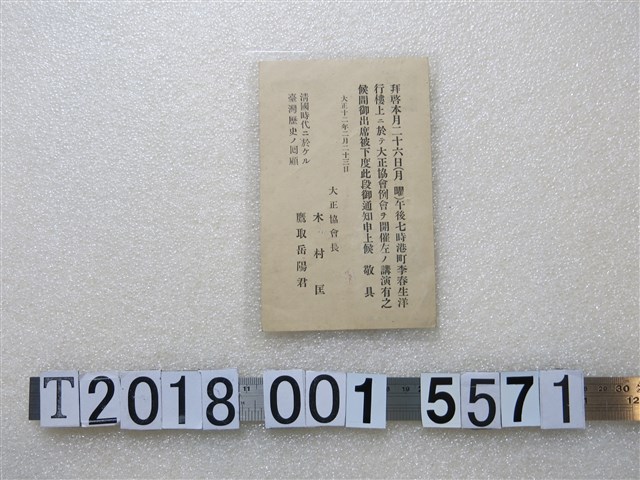 拜啓本月二十六日(月曜)午後七時港町李春生洋
行樓上ニ於テ大正協會例會ヲ開催左ノ講演有之
候間御出席被下度此段御通知申上候　敬具
大正十二年二月二十三日
大正協會長
木村匡
清國時代ニ於ケル
臺灣歷史ノ囘顧
鷹取岳陽君
T2018 001 5571